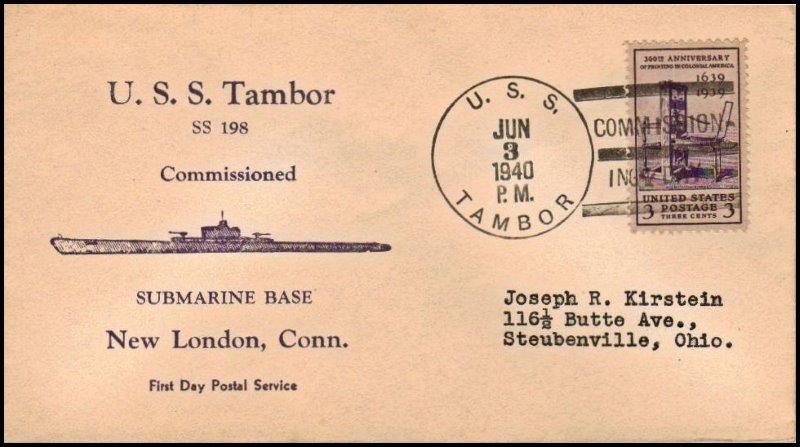 U. S. S. Tambor
SS 198
Commissioned
SUBMARINE BASE
New London, Conn.
First Day Postal Service
U. S. S.
JUN
3
1940
P. M.
TAMBOR
COMMISSION-
ING
300TH ANNIVERSARY
OF PRINTING IN COLONIAL AMERICA
1639
1939
UNITED STATES
POSTAGE
3 THREE CENTS 3
Joseph R. Kirstein
116½ Butte Ave.,
Steubenville, Ohio.